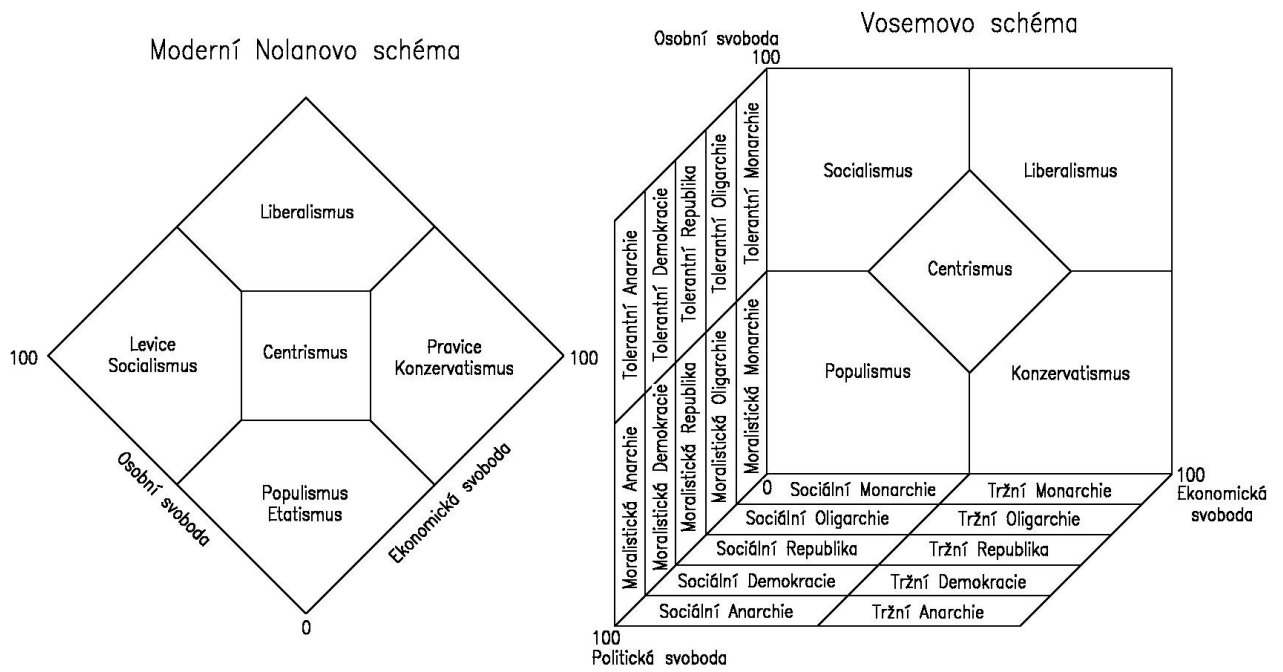 Moderní Nolanovo schéma
Liberalismus
100
Levice
Socialismus
Centrismus
Pravice
Konzervatismus
100
Osobní svoboda
Populismus
Etatismus
Ekonomická svoboda
0
Vosemovo schéma
Osobní svoboda
100
Tolerantní Anarchie
Tolerantní Demokracie
Tolerantní Republika
Tolerantní Oligarchie
Tolerantní Monarchie
Moralistická Anarchie
Moralistická Demokracie
Moralistická Republika
Moralistická Oligarchie
Moralistická Monarchie
Socialismus
Liberalismus
Centrismus
Populismus
Konzervatismus
0
100
Ekonomická
svoboda
Sociální Monarchie
Tržní Monarchie
Sociální Oligarchie
Tržní Oligarchie
Sociální Republika
Tržní Republika
Sociální Demokracie
Tržní Demokracie
Sociální Anarchie
Tržní Anarchie
100
Politická svoboda